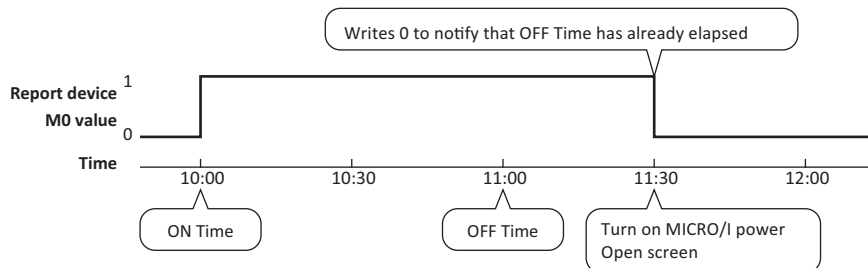 Writes 0 to notify that OFF Time has already elapsed
Report device
M0 value
1
0
Time
10:00
10:30
11:00
11:30
12:00
ON Time
OFF Time
Turn on MICRO/I power
Open screen